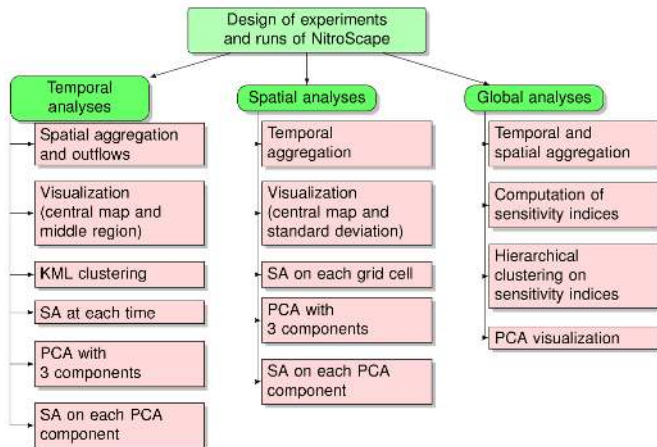 Design of experiments
and runs of NitroScape
Temporal
analyses
Spatial aggregation
and outflows
Visualization
(central map and
middle region)
KML clustering
SA at each time
PCA with
3 components
SA on each PCA
component
Spatial analyses
Temporal
aggregation
Visualization
(central map and
standard deviation)
SA on each grid cell
PCA with
3 components
SA on each PCA
component
Global analyses
Temporal and
spatial aggregation
Computation of
sensitivity indices
Hierarchical
clustering on
sensitivity indices
PCA visualization